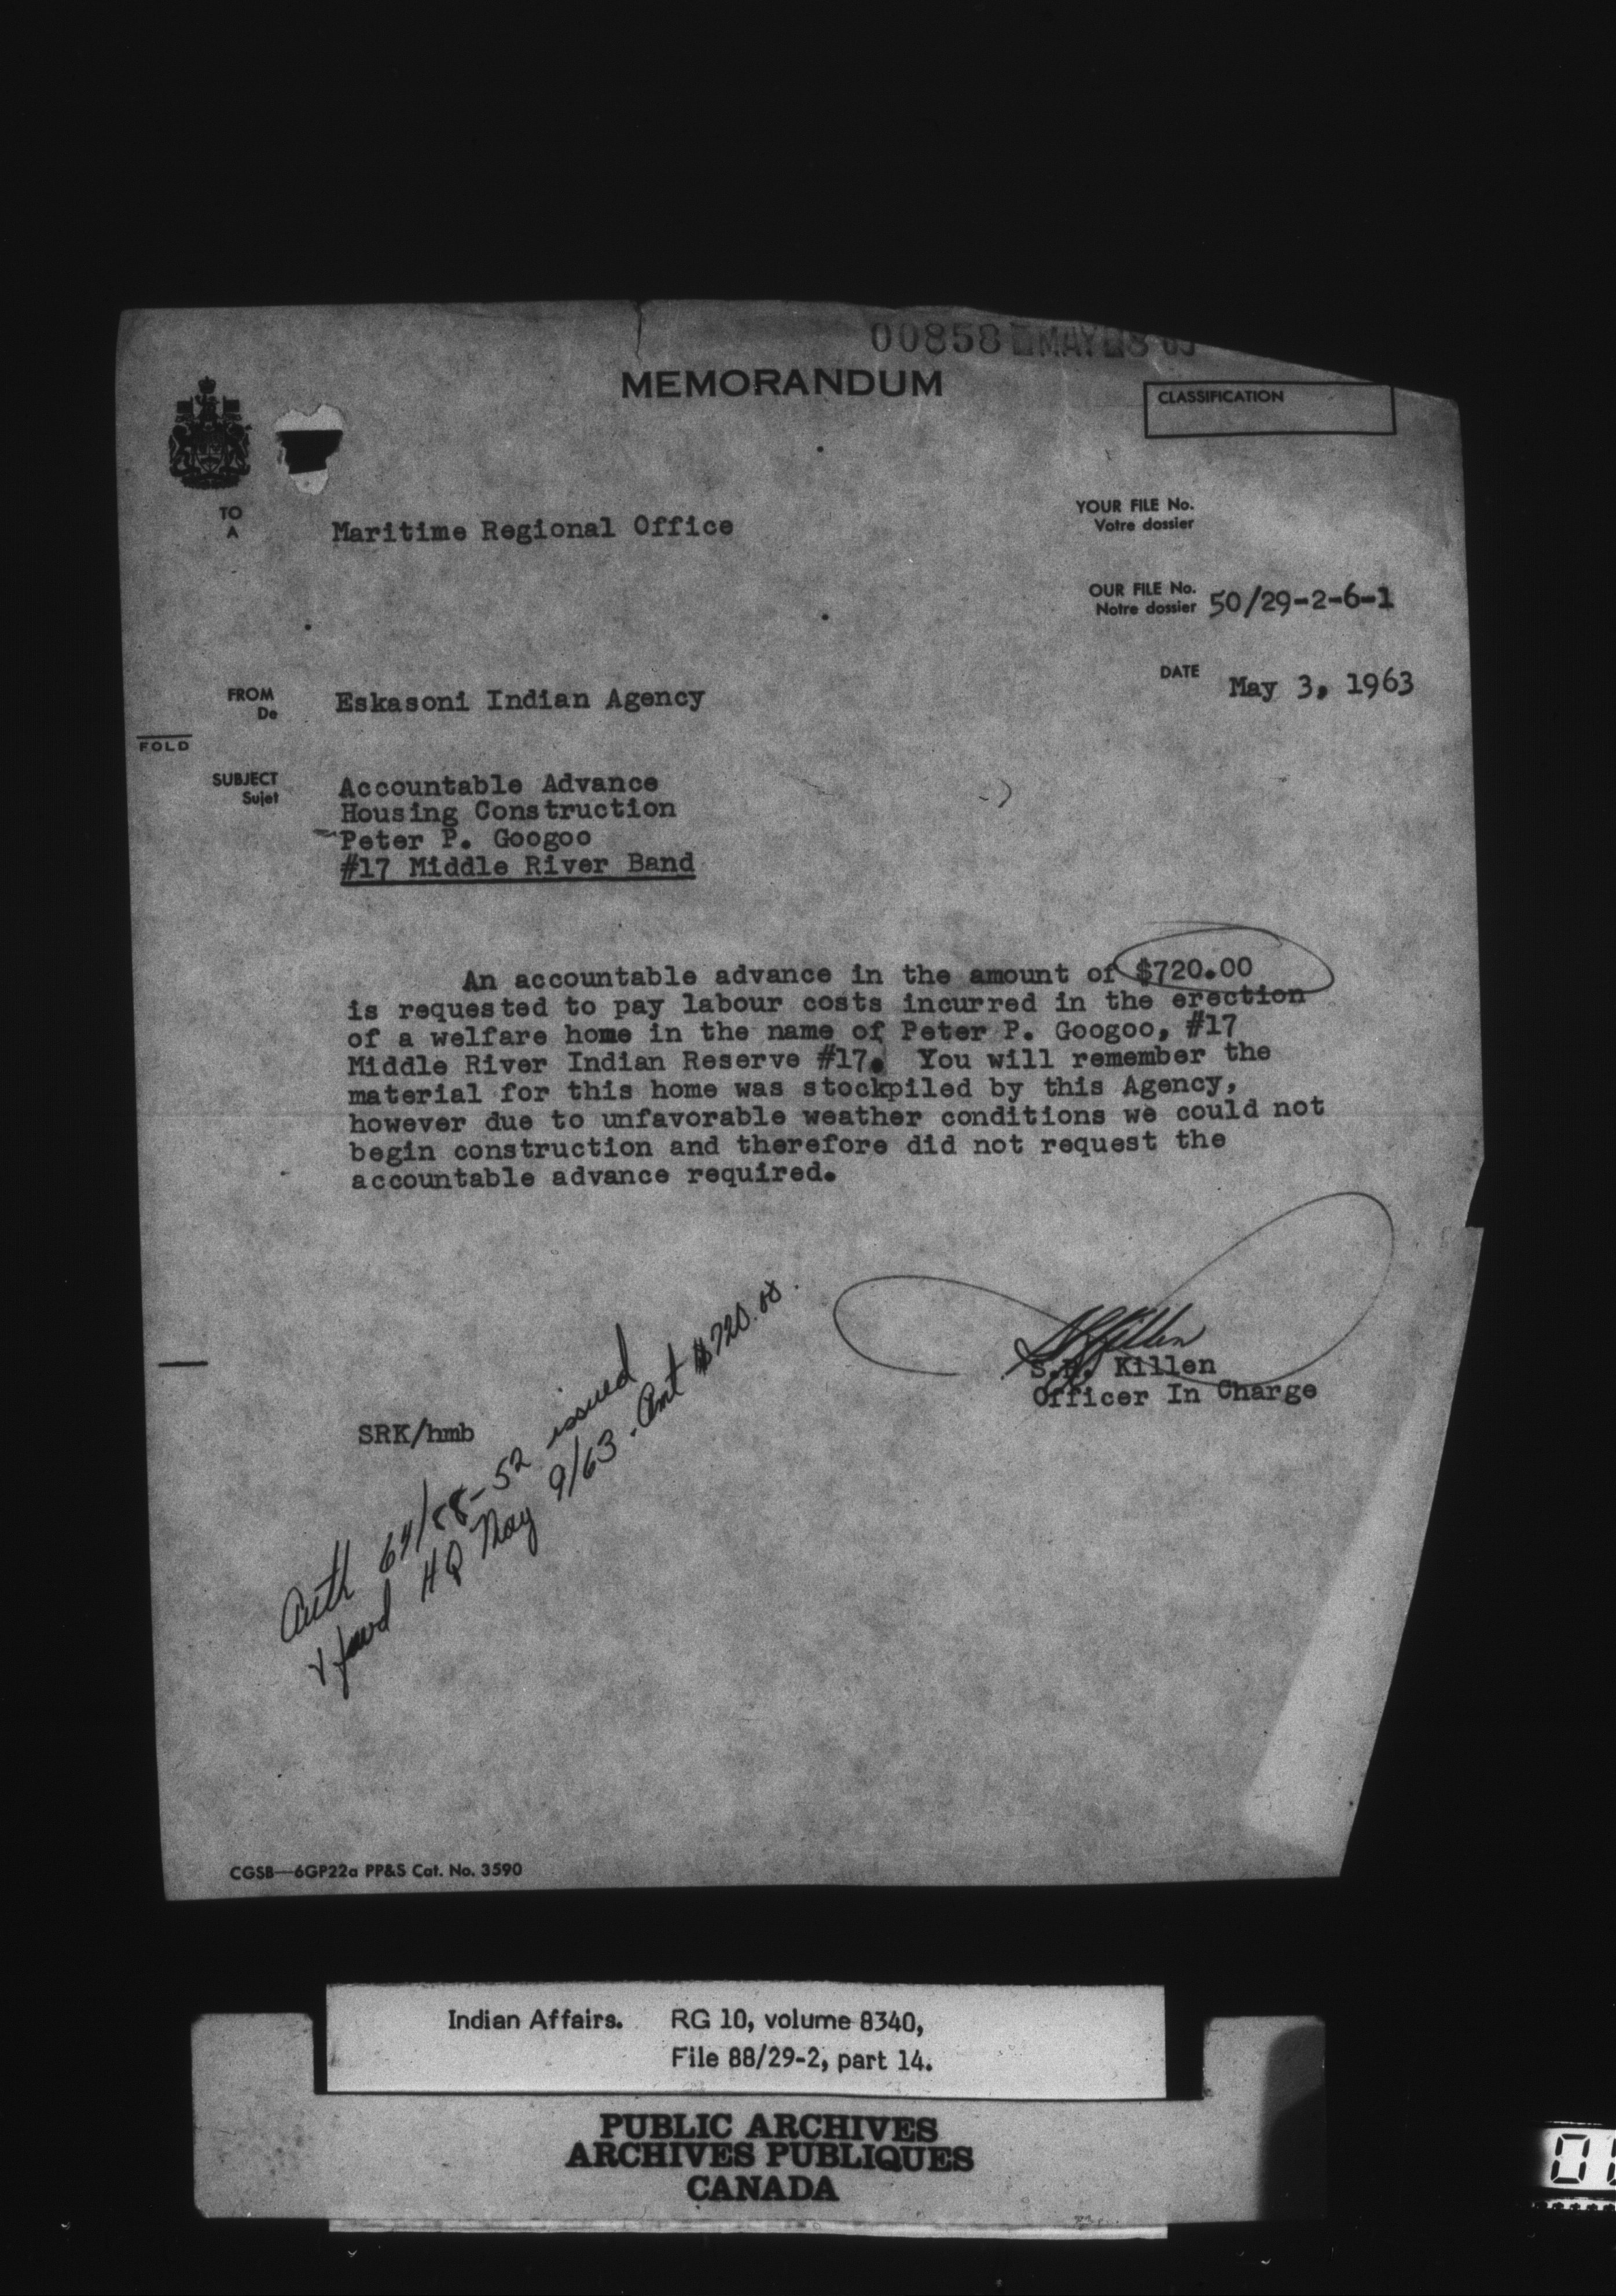 00858 MAY 8 63
MEMORANDUM
CLASSIFICATION
TO
A
Maritime Regional Office
YOUR FILE No.
Votre dossier
OUR FILE No.
Notre dossier
50/29-2-6-1
DATE
May 3, 1963
FROM
De
Eskasoni Indian Agency
FOLD
SUBJECT
Sujet
Accountable Advance
Housing Construction
Peter P. Googoo
#17 Middle River Band
An accountable advance in the amount of $720.00
is requested to pay labour costs incurred in the erection
of a welfare home in the name of Peter P. Googoo, #17
Middle River Indian Reserve #17. You will remember the
material for this home was stockpiled by this Agency,
however due to unfavorable weather conditions we could not
begin construction and therefore did not request the
accountable advance required.
S.R. Killen
Officer In Charge
SRK/hmb
Auth 64/88-52 issued
& fowd HQ May 9/63. Amt $720.00.
CGSB—6GP22a PP&S Cat. No. 3590
Indian Affairs. RG 10, volume 8340,
File 88/29-2, part 14.
PUBLIC ARCHIVES
ARCHIVES PUBLIQUES
CANADA